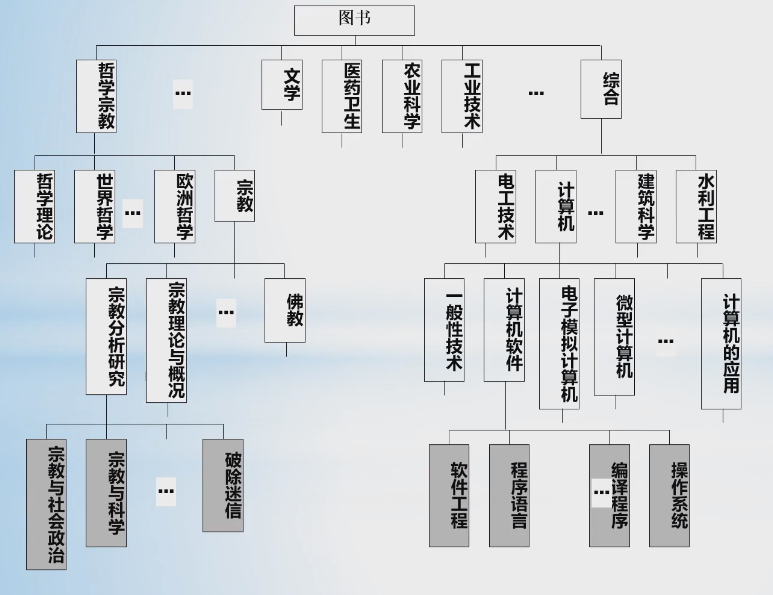 图书
哲学宗教
...
文学
医药卫生
农业科学
工业技术
...
综合
哲学理论
世界哲学
...
欧洲哲学
宗教
电工技术
计算机
...
建筑科学
水利工程
宗教分析研究
宗教理论与概况
...
佛教
一般性技术
计算机软件
电子模拟计算机
微型计算机
...
计算机的应用
宗教与社会政治
宗教与科学
...
破除迷信
软件工程
程序语言
...
编译程序
操作系统